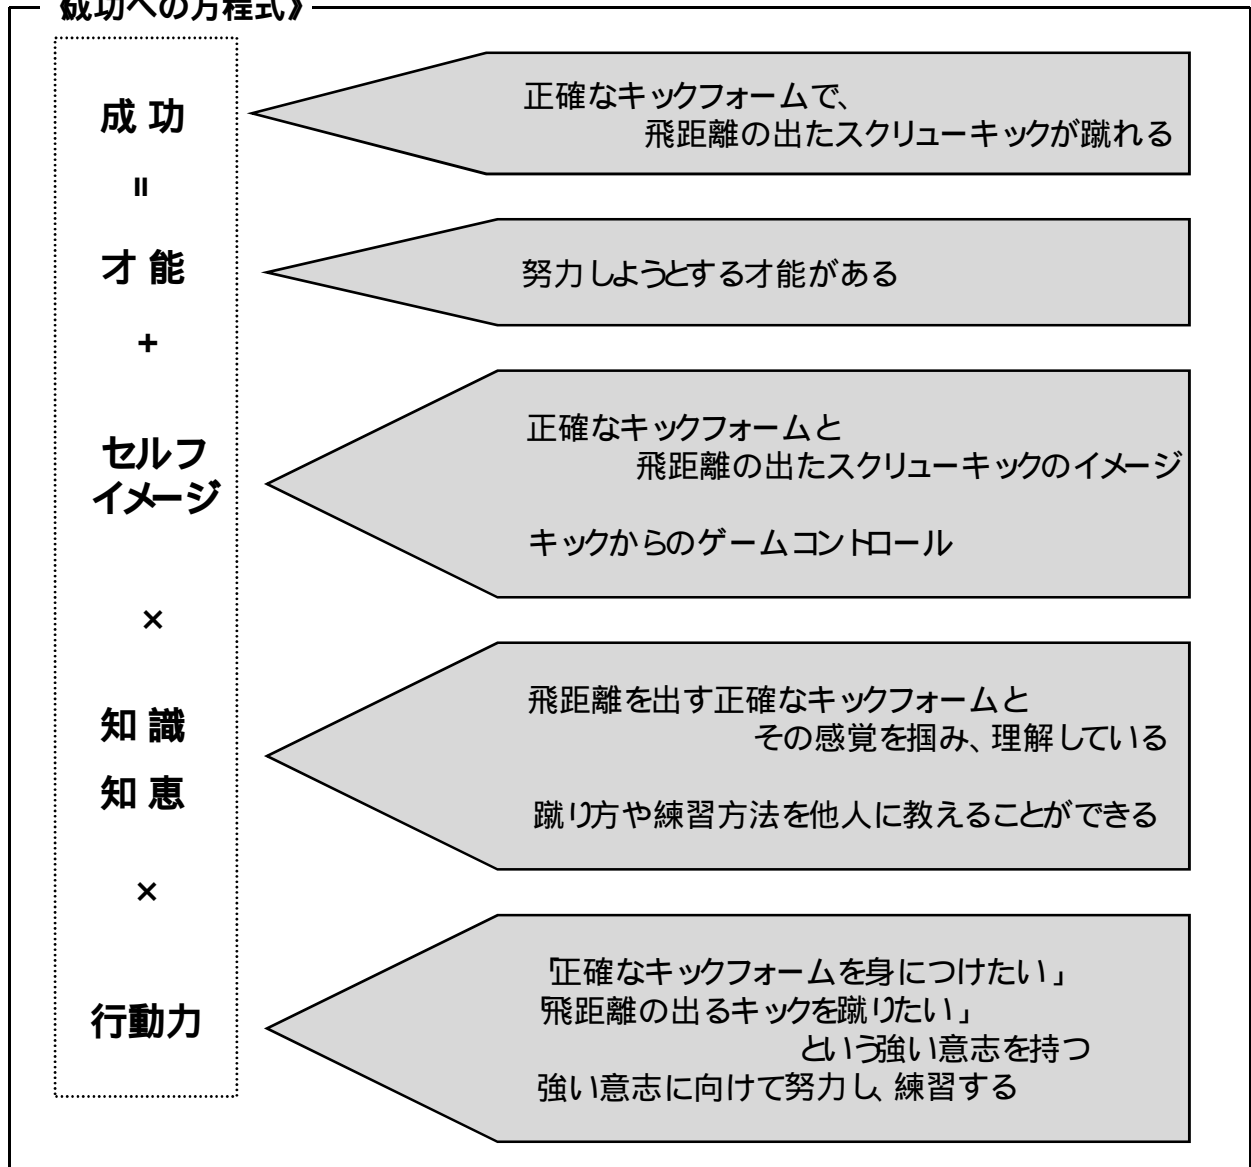 《成功への方程式》
成 功
正確なキックフォームで、
飛距離の出たスクリューキックが蹴れる
=
才 能
努力しようとする才能がある
+
セルフ
イメージ
正確なキックフォームと
飛距離の出たスクリューキックのイメージ
キックからのゲームコントロール
×
知 識
知 恵
飛距離を出す正確なキックフォームと
その感覚を掴み、理解している
蹴り方や練習方法を他人に教えることができる
×
行動力
「正確なキックフォームを身につけたい」
「飛距離の出るキックを蹴りたい」
という強い意志を持つ
強い意志に向けて努力し、練習する